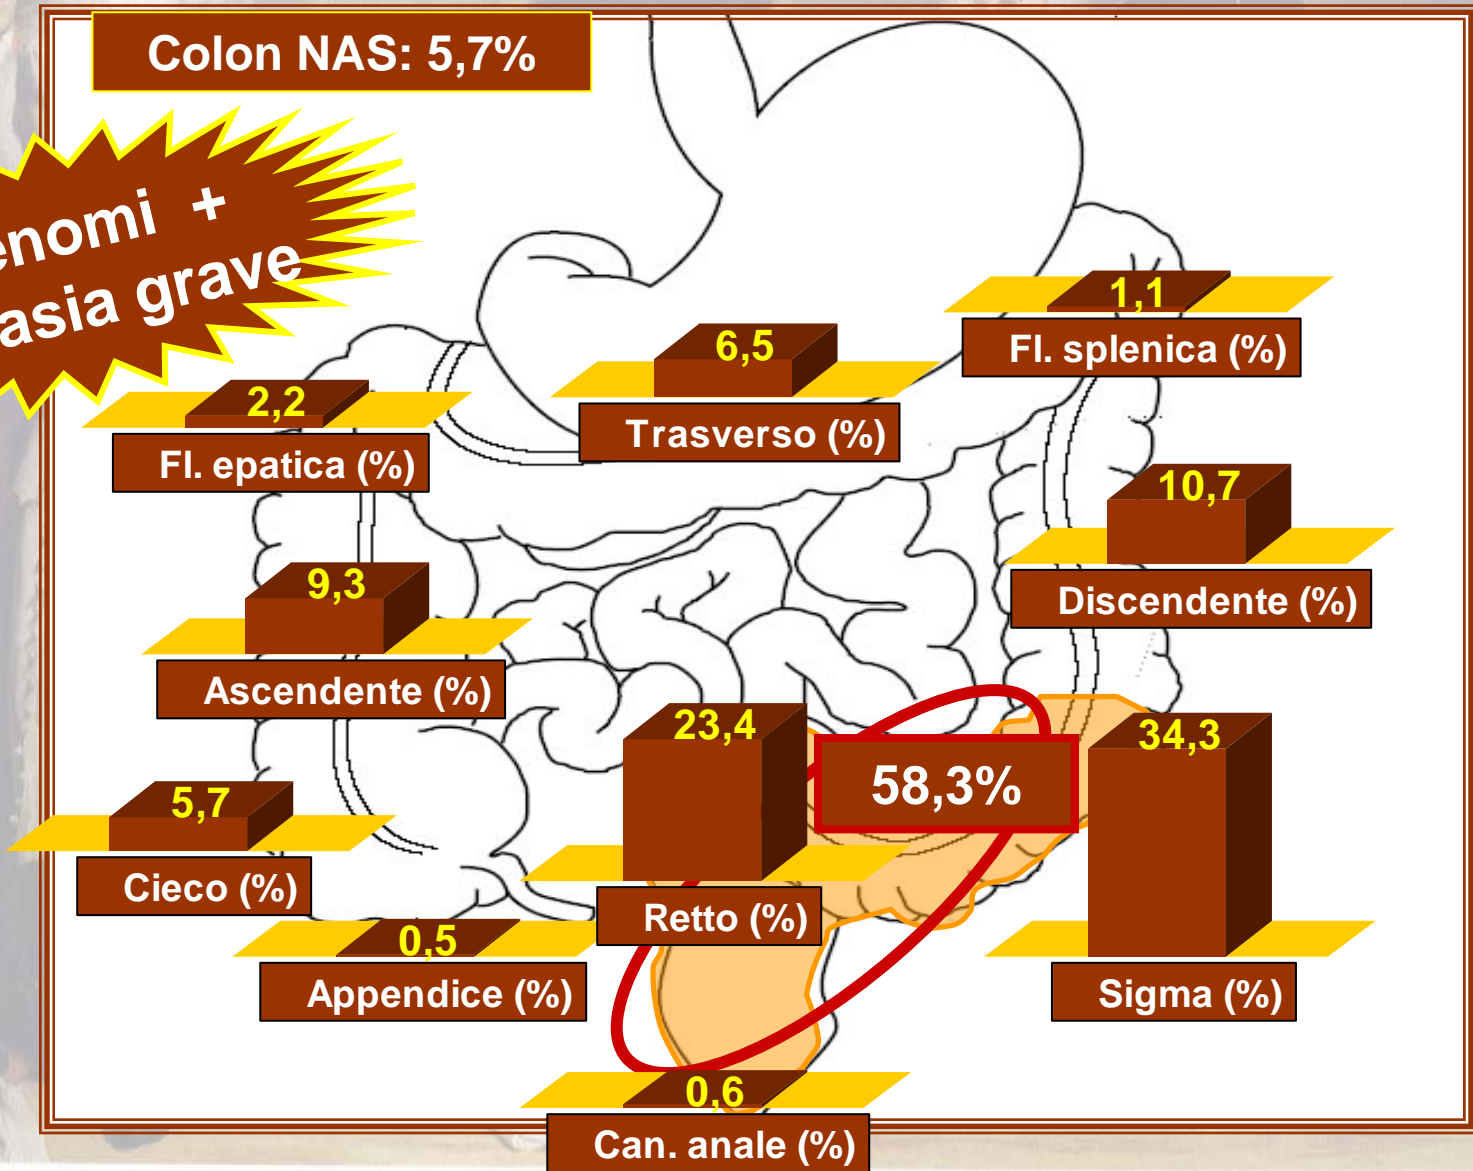 Colon NAS: 5,7%
enomi +
asia grave
1,1
Fl. splenica (%)
6,5
Trasverso (%)
2,2
Fl. epatica (%)
10,7
Discendente (%)
9,3
Ascendente (%)
23,4
Retto (%)
58,3%
34,3
Sigma (%)
5,7
Cieco (%)
0,5
Appendice (%)
0,6
Can. anale (%)